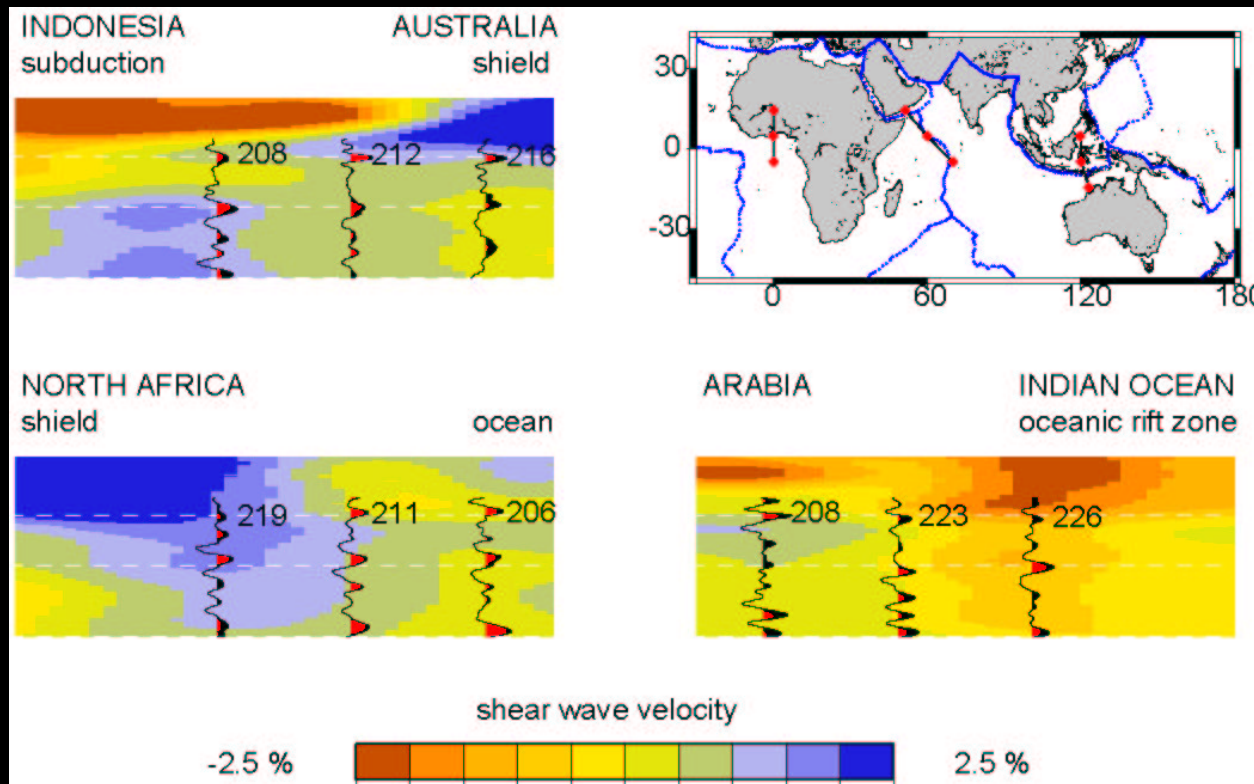 INDONESIA AUSTRALIA
subduction shield
208 212 216
30
0
-30
0 60 120 180
NORTH AFRICA
shield ocean
219 211 206
ARABIA INDIAN OCEAN
oceanic rift zone
208 223 226
shear wave velocity
-2.5 % 2.5 %